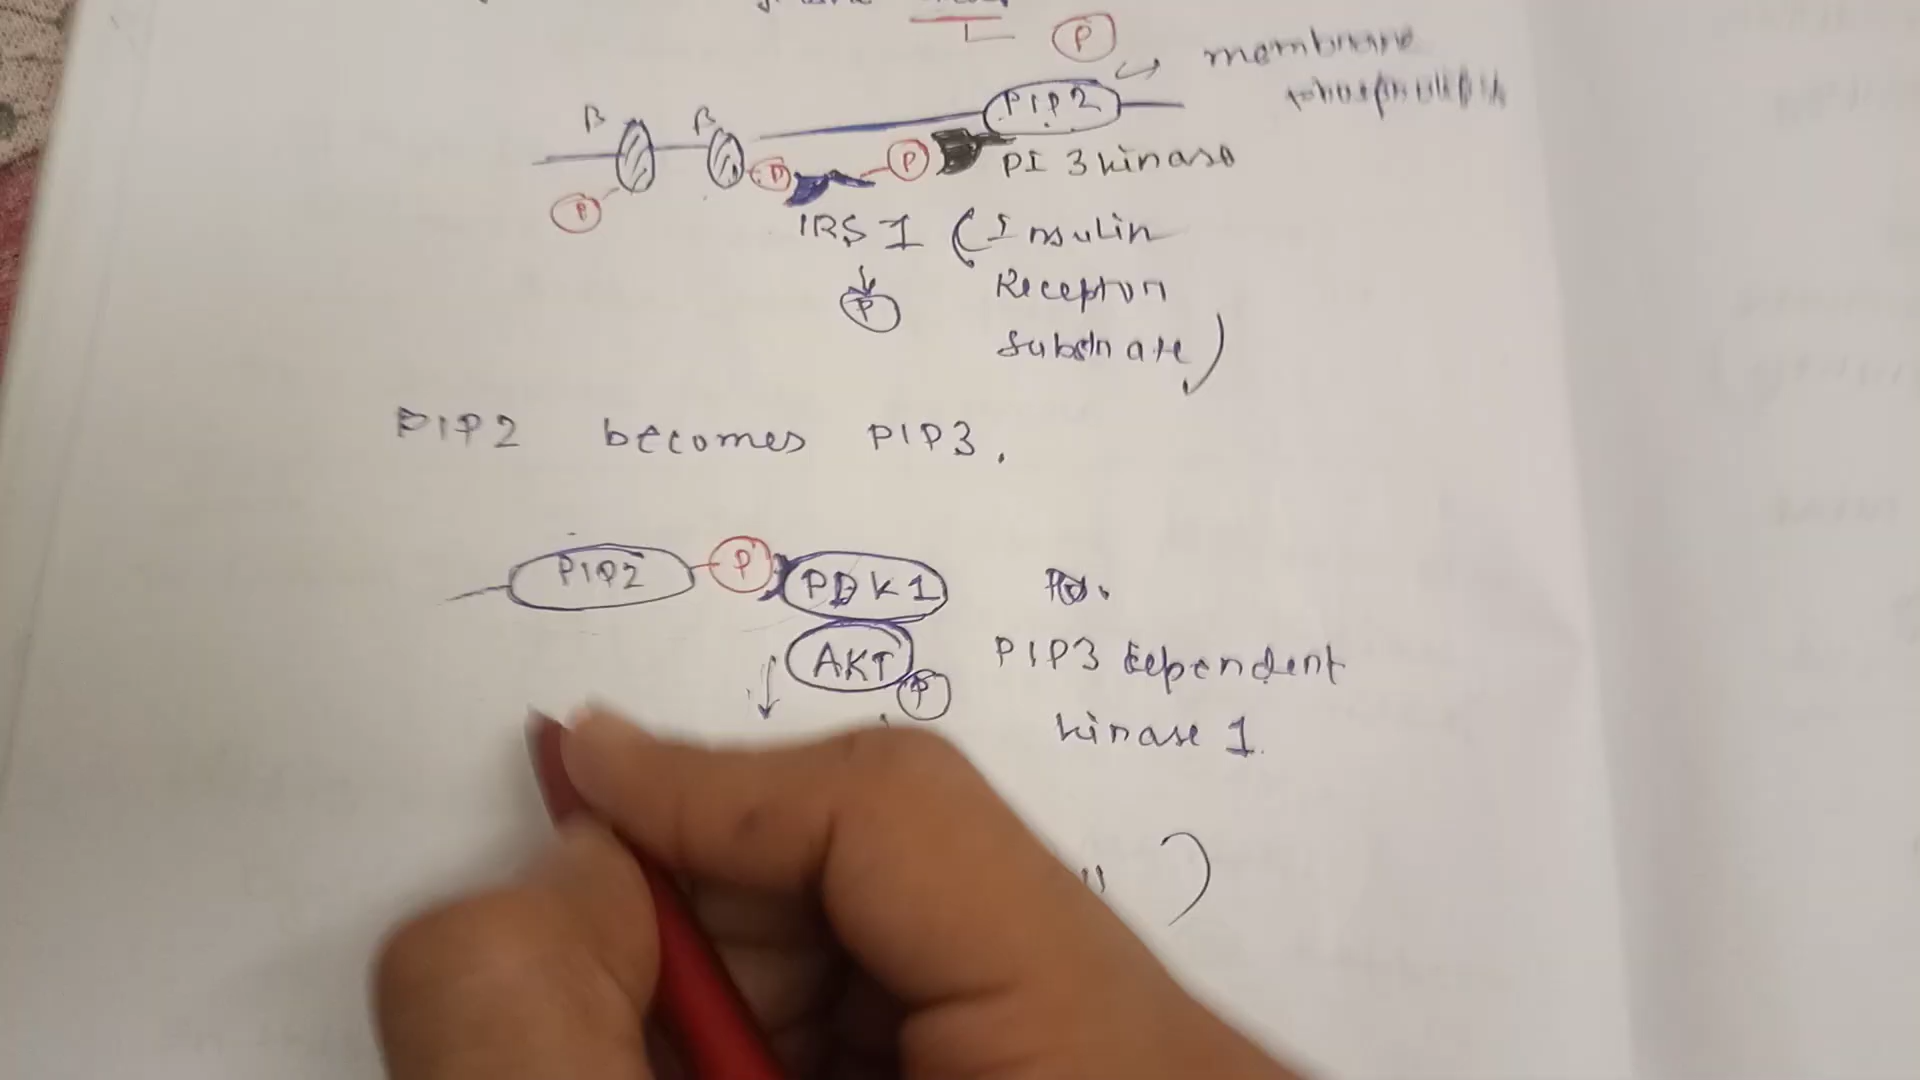 P
membrane
PIP2
B B
P P
PI 3 kinase
P
IRS 1 (Insulin
P
Receptor
Substrate)
PIP2 becomes PIP3.
PIP2 P PDK1
AKT P
PIP3 dependent
kinase 1.
" )